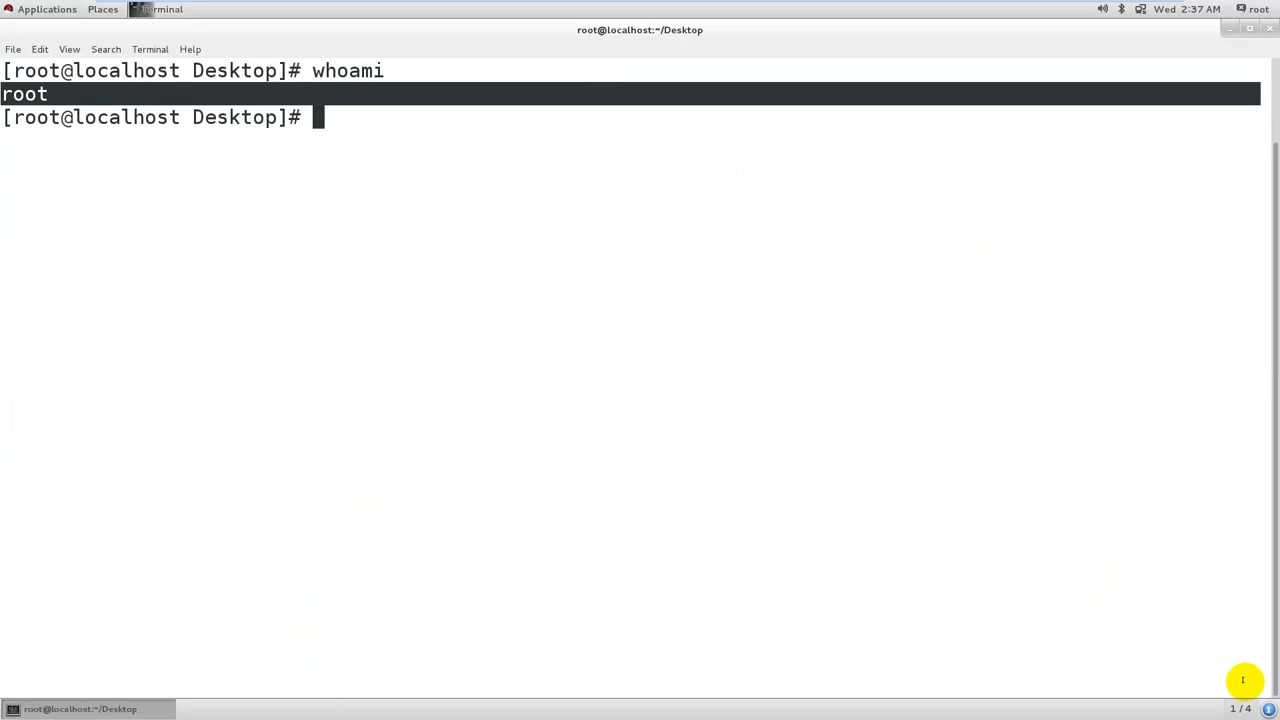 Applications Places Terminal Wed 2:37 AM root
root@localhost:~/Desktop
File Edit View Search Terminal Help
[root@localhost Desktop]# whoami
root
[root@localhost Desktop]#
root@localhost:~/Desktop 1 / 4 1